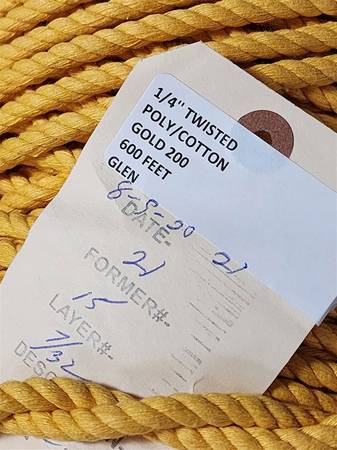 1/4" TWISTED
POLY/COTTON
GOLD 200
600 FEET
GLEN
8-5-20 21
DATE-
21
FORMER#-
15
LAYER#-
7/32